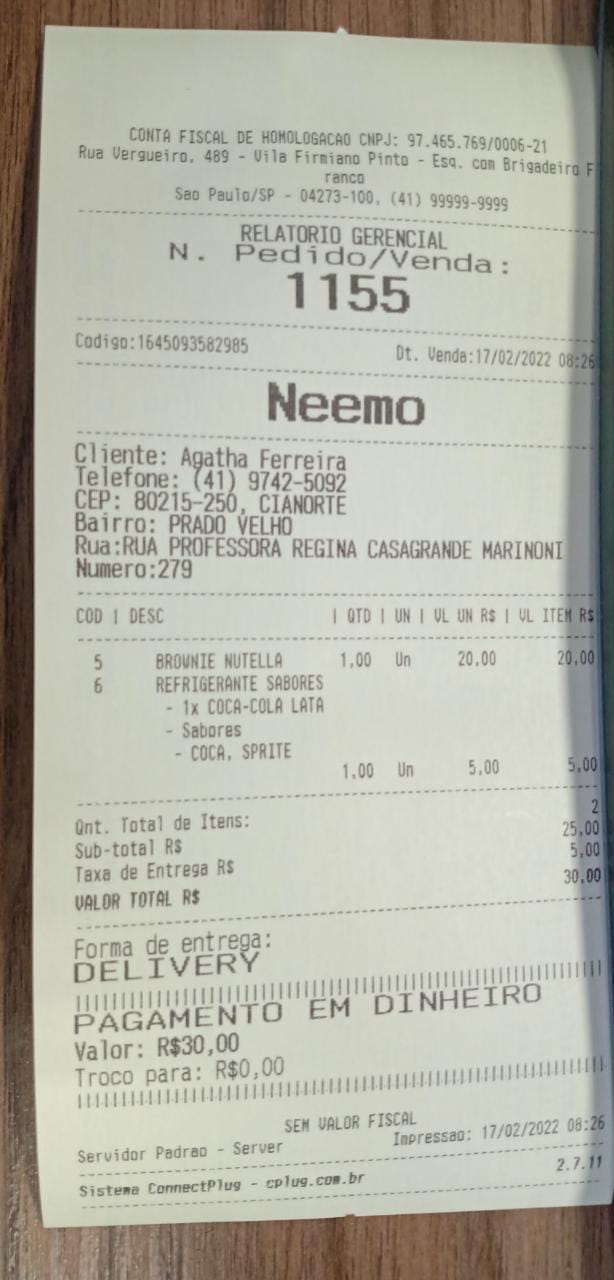 CONTA FISCAL DE HOMOLOGACAO CNPJ: 97.465.769/0006-21
Rua Vergueiro, 489 - Vila Firmiano Pinto - Esq. com Brigadeiro F
ranco
Sao Paulo/SP - 04273-100, (41) 99999-9999
RELATORIO GERENCIAL
N. Pedido/Venda:
1155
Codigo:1645093582985 Dt. Venda:17/02/2022 08:26
Neemo
Cliente: Agatha Ferreira
Telefone: (41) 9742-5092
CEP: 80215-250, CIANORTE
Bairro: PRADO VELHO
Rua:RUA PROFESSORA REGINA CASAGRANDE MARINONI
Numero:279
COD | DESC | QTD | UN | VL UN R$ | VL ITEM R$
5 BROWNIE NUTELLA 1,00 Un 20,00 20,00
6 REFRIGERANTE SABORES
- 1x COCA-COLA LATA
- Sabores
- COCA, SPRITE
1,00 Un 5,00 5,00
Qnt. Total de Itens: 2
Sub-total R$ 25,00
Taxa de Entrega R$ 5,00
VALOR TOTAL R$ 30,00
Forma de entrega:
DELIVERY
PAGAMENTO EM DINHEIRO
Valor: R$30,00
Troco para: R$0,00
SEM VALOR FISCAL
Servidor Padrao - Server Impressao: 17/02/2022 08:26
Sistema ConnectPlug - cplug.com.br 2.7.11